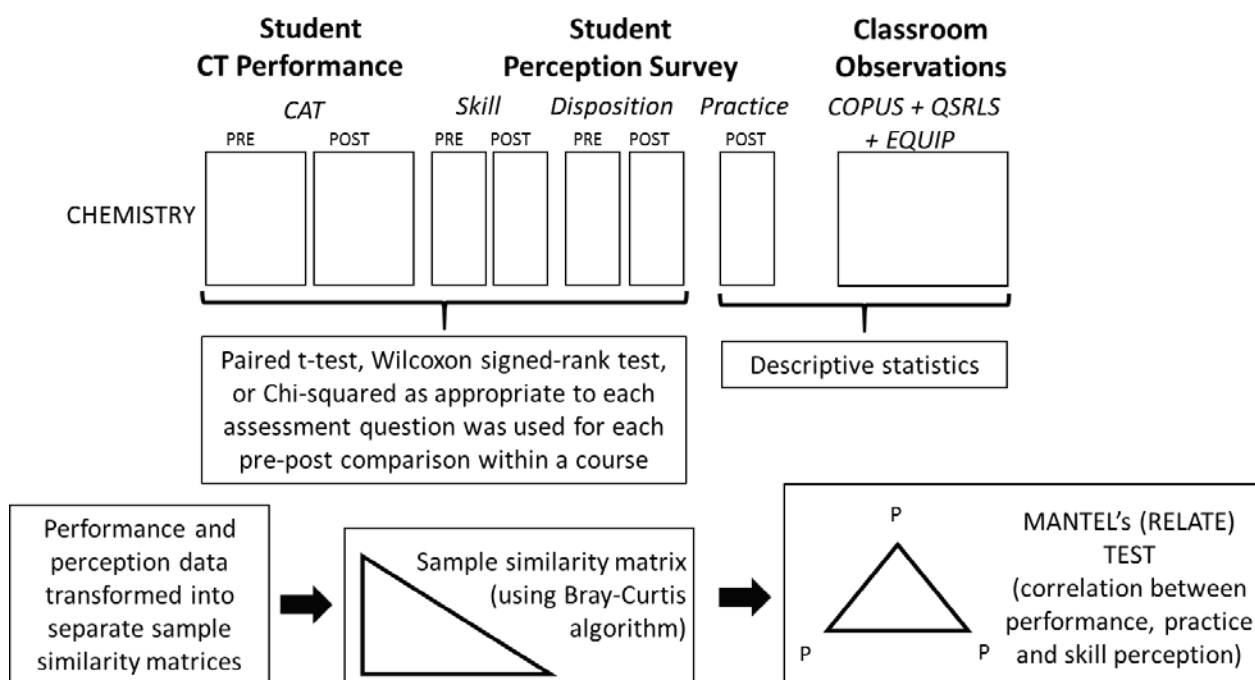 Student
CT Performance
Student
Perception Survey
Classroom
Observations
CAT
Skill
Disposition
Practice
COPUS + QSRLS
+ EQUIP
PRE
POST
PRE
POST
PRE
POST
POST
CHEMISTRY
Paired t-test, Wilcoxon signed-rank test,
or Chi-squared as appropriate to each
assessment question was used for each
pre-post comparison within a course
Descriptive statistics
Performance and
perception data
transformed into
separate sample
similarity matrices
Sample similarity matrix
(using Bray-Curtis
algorithm)
P
P
P
MANTEL's (RELATE)
TEST
(correlation between
performance, practice
and skill perception)